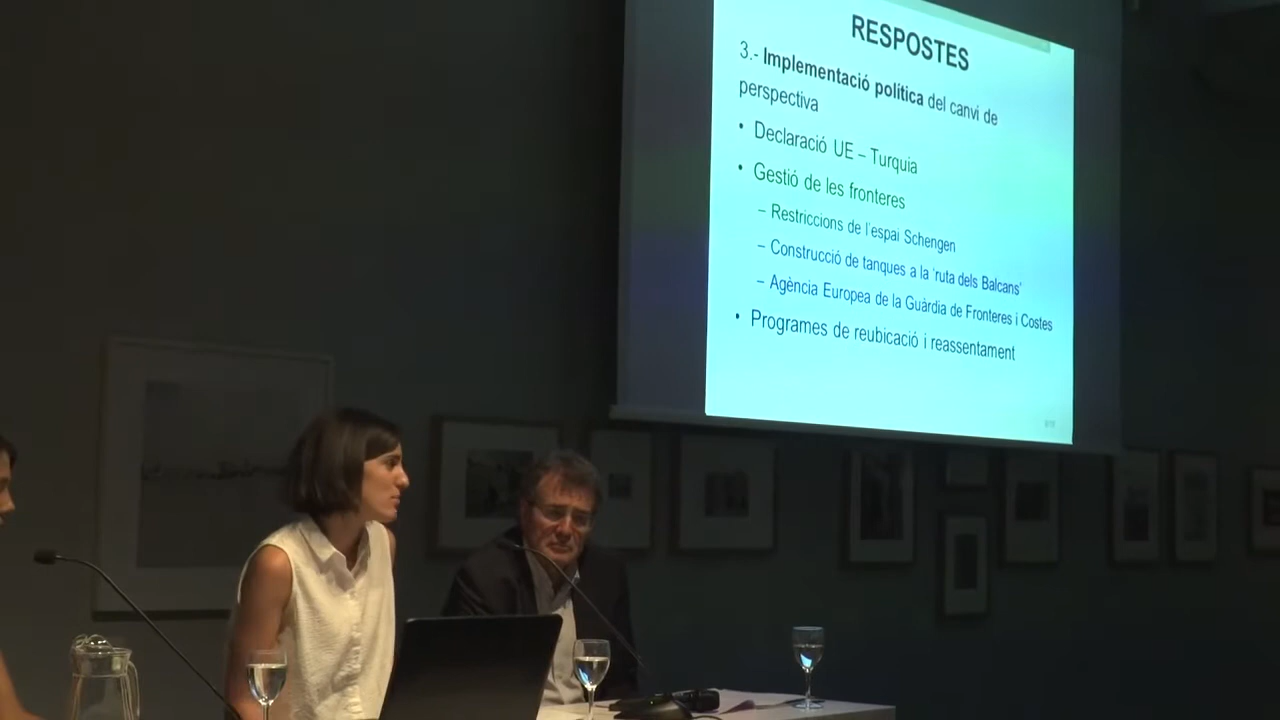 RESPOSTES
3.- Implementació política del canvi de
perspectiva
• Declaració UE – Turquia
• Gestió de les fronteres
– Restriccions de l'espai Schengen
– Construcció de tanques a la 'ruta dels Balcans'
– Agència Europea de la Guàrdia de Fronteres i Costes
• Programes de reubicació i reassentament